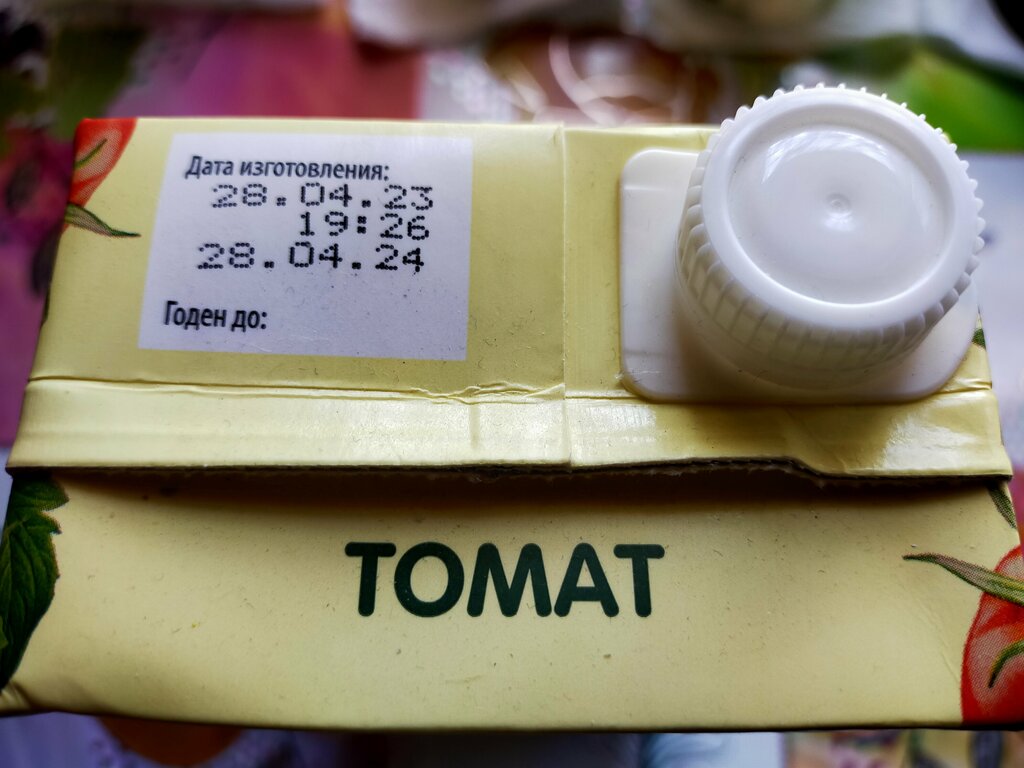 Дата изготовления:
28.04.23
19:26
28.04.24
Годен до:
ТОМАТ